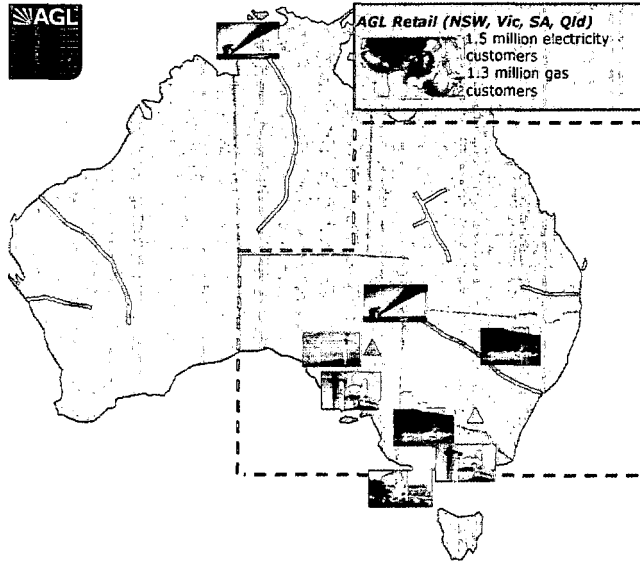 AGL
AGL Retail (NSW, Vic, SA, Qld)
1.5 million electricity
customers
1.3 million gas
customers